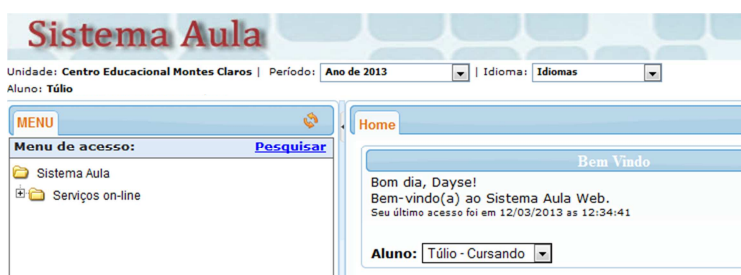 Sistema Aula
Unidade: Centro Educacional Montes Claros | Período: Ano de 2013 | Idioma: Idiomas
Aluno: Túlio
MENU
Menu de acesso: Pesquisar
Sistema Aula
Serviços on-line
Home
Bem Vindo
Bom dia, Dayse!
Bem-vindo(a) ao Sistema Aula Web.
Seu último acesso foi em 12/03/2013 as 12:34:41
Aluno: Túlio - Cursando